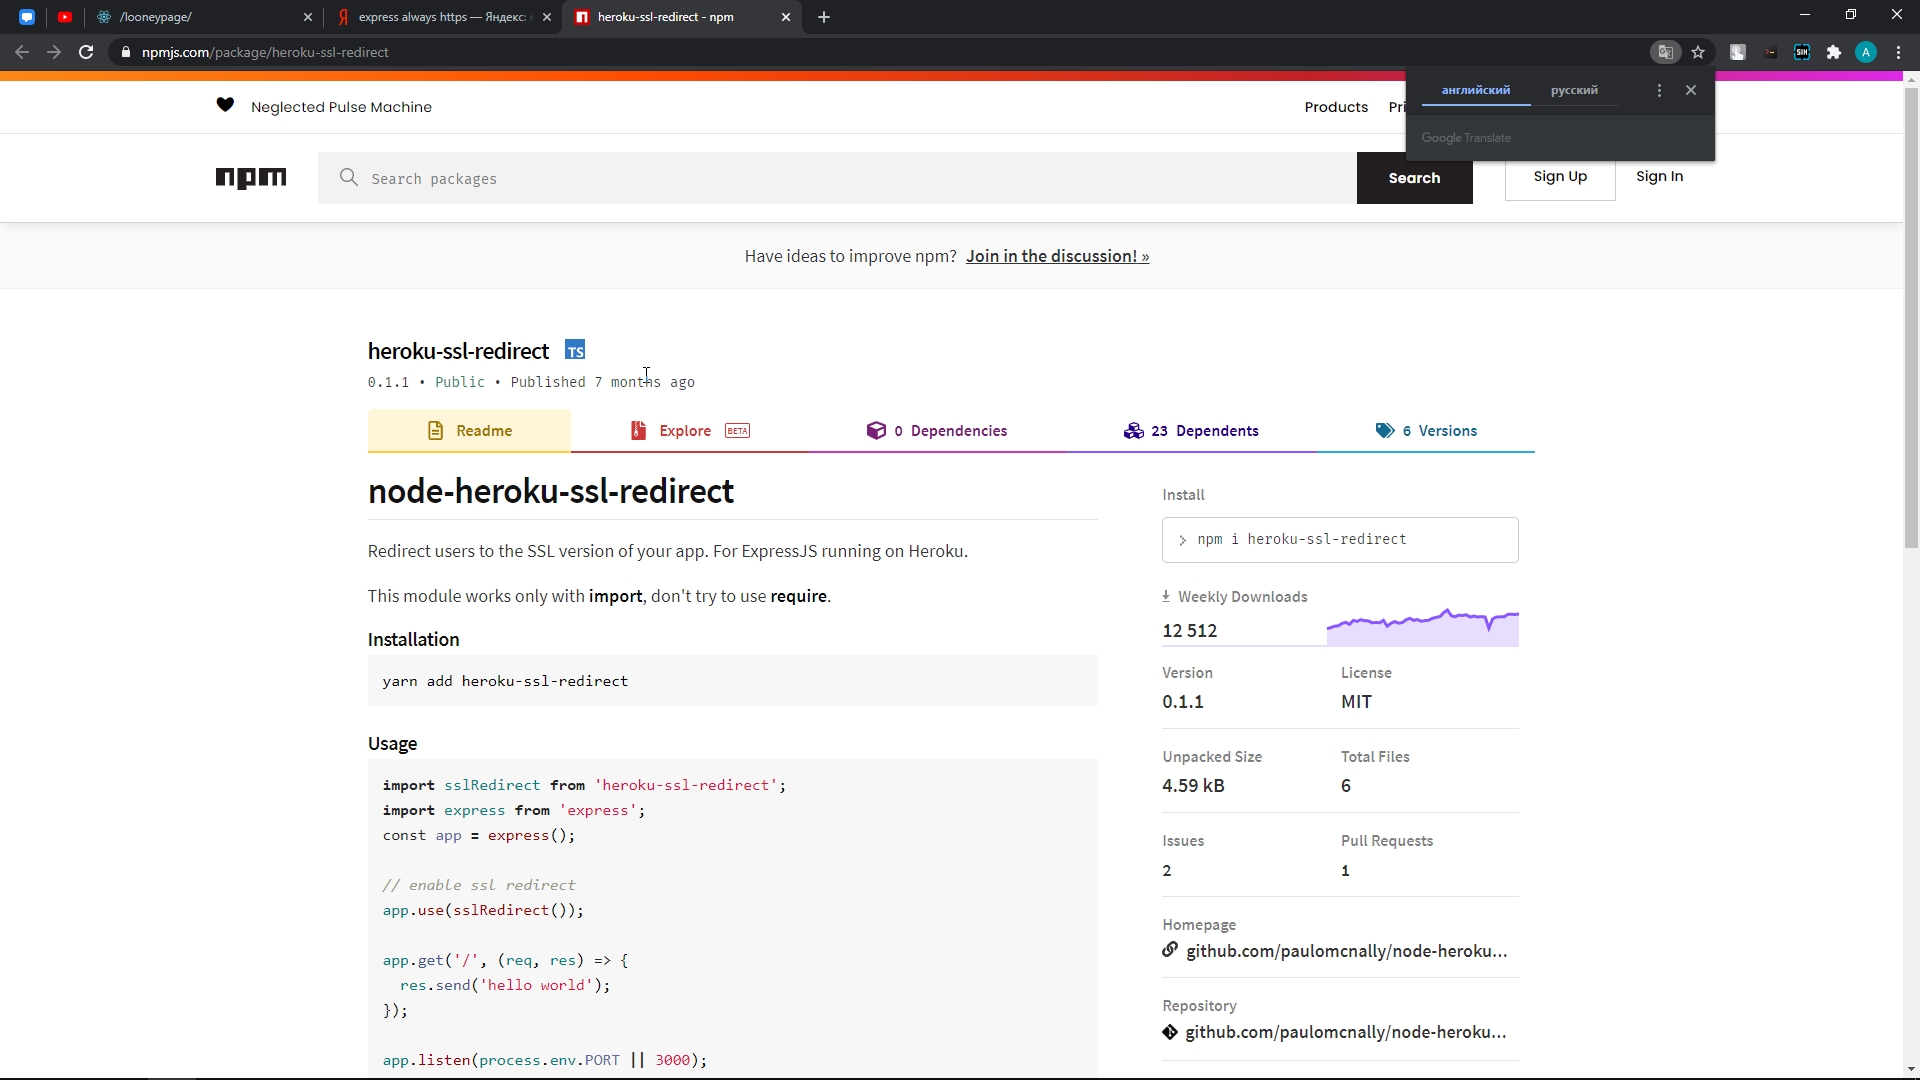 /looneypage/
express always https — Яндекс:
heroku-ssl-redirect - npm
npmjs.com/package/heroku-ssl-redirect
A
английский
русский
Google Translate
Neglected Pulse Machine
Products
Pri
npm
Search packages
Search
Sign Up
Sign In
Have ideas to improve npm? Join in the discussion! »
heroku-ssl-redirect TS
0.1.1 • Public • Published 7 months ago
Readme
Explore BETA
0 Dependencies
23 Dependents
6 Versions
node-heroku-ssl-redirect
Redirect users to the SSL version of your app. For ExpressJS running on Heroku.
This module works only with import, don't try to use require.
Installation
yarn add heroku-ssl-redirect
Usage
import sslRedirect from 'heroku-ssl-redirect';
import express from 'express';
const app = express();
// enable ssl redirect
app.use(sslRedirect());
app.get('/', (req, res) => {
res.send('hello world');
});
app.listen(process.env.PORT || 3000);
Install
> npm i heroku-ssl-redirect
Weekly Downloads
12 512
Version
License
0.1.1
MIT
Unpacked Size
Total Files
4.59 kB
6
Issues
Pull Requests
2
1
Homepage
github.com/paulomcnally/node-heroku...
Repository
github.com/paulomcnally/node-heroku...